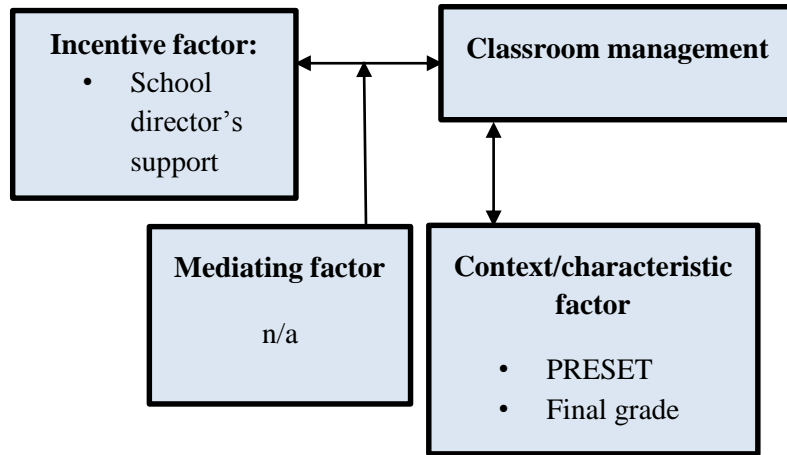 Incentive factor:
• School
director’s
support
Classroom management
Mediating factor
n/a
Context/characteristic
factor
• PRESET
• Final grade